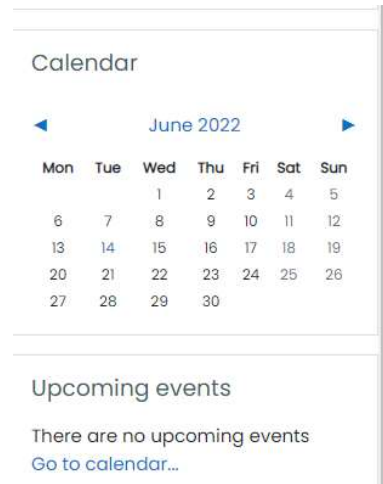 Calendar
◄ June 2022 ►
Mon Tue Wed Thu Fri Sat Sun
1 2 3 4 5
6 7 8 9 10 11 12
13 14 15 16 17 18 19
20 21 22 23 24 25 26
27 28 29 30
Upcoming events
There are no upcoming events
Go to calendar...